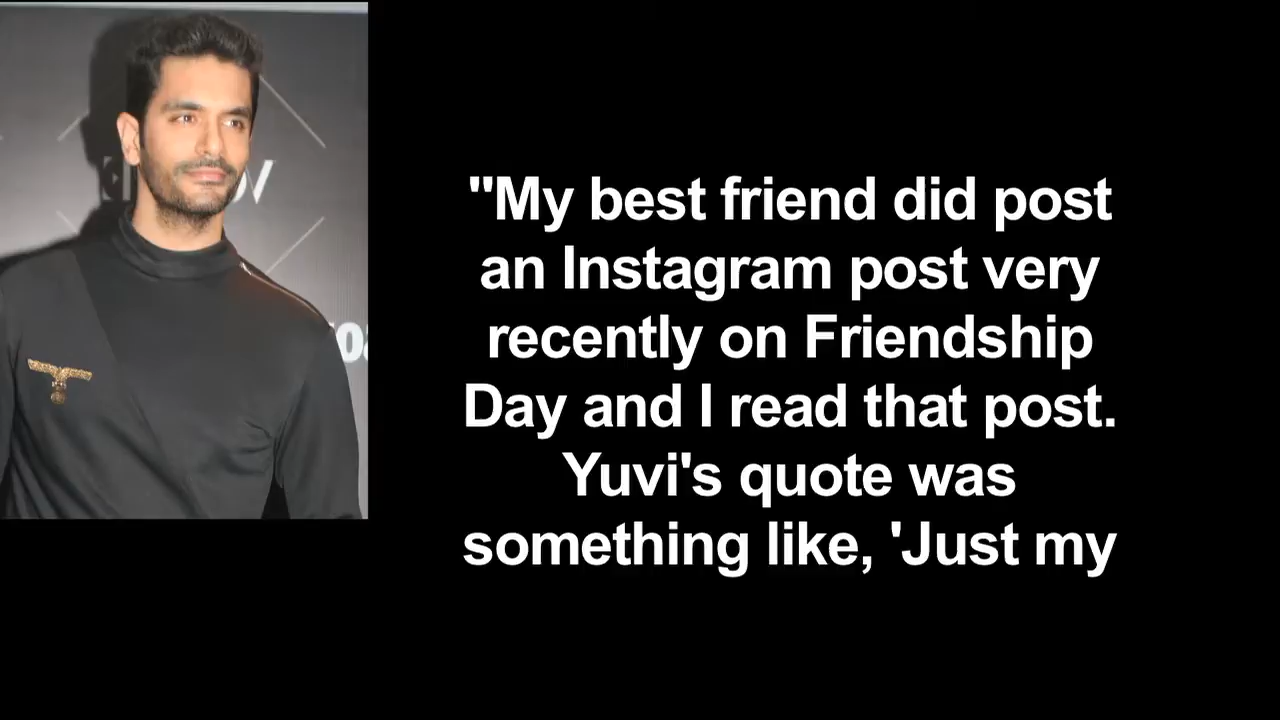 "My best friend did post
an Instagram post very
recently on Friendship
Day and I read that post.
Yuvi's quote was
something like, 'Just my